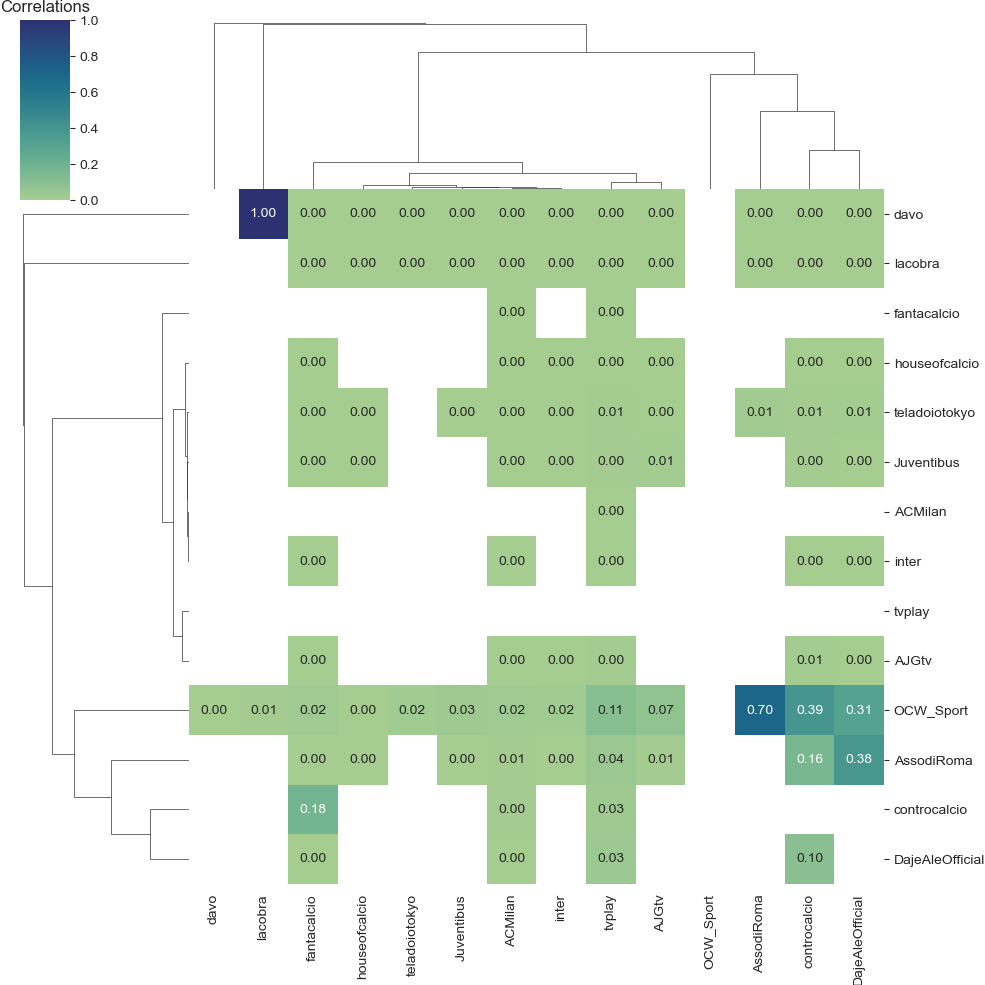 Correlations
1.0
0.8
0.6
0.4
0.2
0.0
1.00 0.00 0.00 0.00 0.00 0.00 0.00 0.00 0.00 0.00 0.00 0.00 davo
0.00 0.00 0.00 0.00 0.00 0.00 0.00 0.00 0.00 0.00 0.00 lacobra
0.00 0.00 fantacalcio
0.00 0.00 0.00 0.00 0.00 0.00 0.00 houseofcalcio
0.00 0.00 0.00 0.00 0.00 0.01 0.00 0.01 0.01 0.01 teladoiotokyo
0.00 0.00 0.00 0.00 0.00 0.01 0.00 0.00 Juventibus
0.00 ACMilan
0.00 0.00 0.00 0.00 0.00 inter
tvplay
0.00 0.00 0.00 0.00 0.01 0.00 AJGtv
0.00 0.01 0.02 0.00 0.02 0.03 0.02 0.02 0.11 0.07 0.70 0.39 0.31 OCW_Sport
0.00 0.00 0.00 0.01 0.00 0.04 0.01 0.16 0.38 AssodiRoma
0.18 0.00 0.03 controcalcio
0.00 0.00 0.03 0.10 DajeAleOfficial
davo
lacobra
fantacalcio
houseofcalcio
teladoiotokyo
Juventibus
ACMilan
inter
tvplay
AJGtv
OCW_Sport
AssodiRoma
controcalcio
DajeAleOfficial